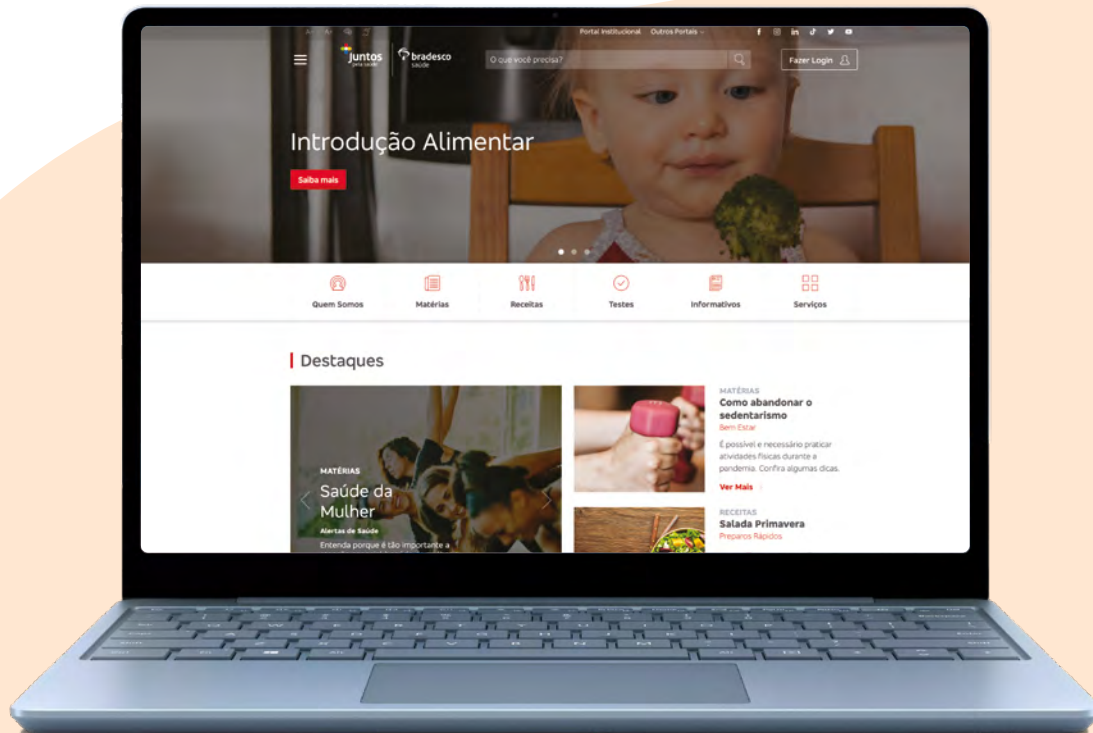 A+ A-
Portal Institucional Outros Portais
juntos
pela saúde
bradesco
saúde
O que você precisa?
Fazer Login
Introdução Alimentar
Saiba mais
Quem Somos
Matérias
Receitas
Testes
Informativos
Serviços
Destaques
MATÉRIAS
Saúde da
Mulher
Alertas de Saúde
Entenda porque é tão importante a
MATÉRIAS
Como abandonar o
sedentarismo
Bem Estar
É possível e necessário praticar
atividades físicas durante a
pandemia. Confira algumas dicas.
Ver Mais
RECEITAS
Salada Primavera
Preparos Rápidos